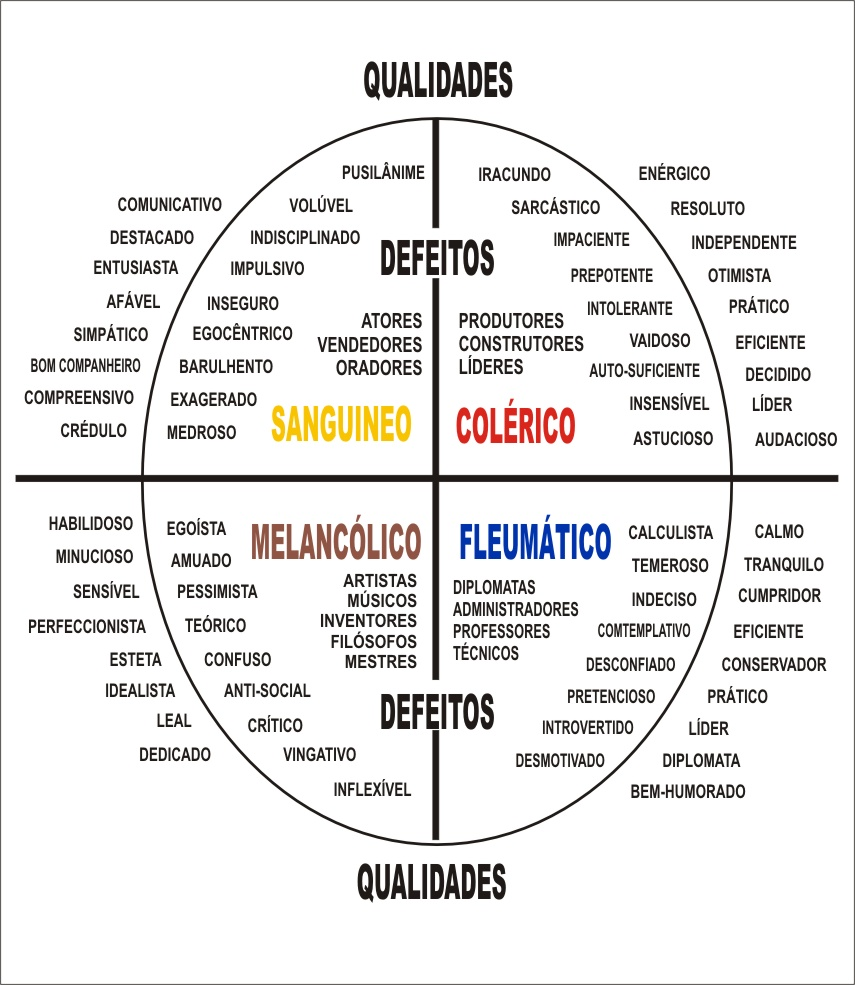 QUALIDADES
COMUNICATIVO
DESTACADO
ENTUSIASTA
AFÁVEL
SIMPÁTICO
BOM COMPANHEIRO
COMPREENSIVO
CRÉDULO
PUSILÂNIME
VOLÚVEL
INDISCIPLINADO
IMPULSIVO
INSEGURO
EGOCÊNTRICO
BARULHENTO
EXAGERADO
MEDROSO
DEFEITOS
ATORES
VENDEDORES
ORADORES
SANGUINEO
PRODUTORES
CONSTRUTORES
LÍDERES
COLÉRICO
IRACUNDO
SARCÁSTICO
IMPACIENTE
PREPOTENTE
INTOLERANTE
VAIDOSO
AUTO-SUFICIENTE
INSENSÍVEL
ASTUCIOSO
ENÉRGICO
RESOLUTO
INDEPENDENTE
OTIMISTA
PRÁTICO
EFICIENTE
DECIDIDO
LÍDER
AUDACIOSO
HABILIDOSO
MINUCIOSO
SENSÍVEL
PERFECCIONISTA
ESTETA
IDEALISTA
LEAL
DEDICADO
EGOÍSTA
AMUADO
PESSIMISTA
TEÓRICO
CONFUSO
ANTI-SOCIAL
CRÍTICO
VINGATIVO
INFLEXÍVEL
MELANCÓLICO
ARTISTAS
MÚSICOS
INVENTORES
FILÓSOFOS
MESTRES
FLEUMÁTICO
DIPLOMATAS
ADMINISTRADORES
PROFESSORES
TÉCNICOS
DEFEITOS
CALCULISTA
TEMEROSO
INDECISO
COMTEMPLATIVO
DESCONFIADO
PRETENCIOSO
INTROVERTIDO
DESMOTIVADO
CALMO
TRANQUILO
CUMPRIDOR
EFICIENTE
CONSERVADOR
PRÁTICO
LÍDER
DIPLOMATA
BEM-HUMORADO
QUALIDADES